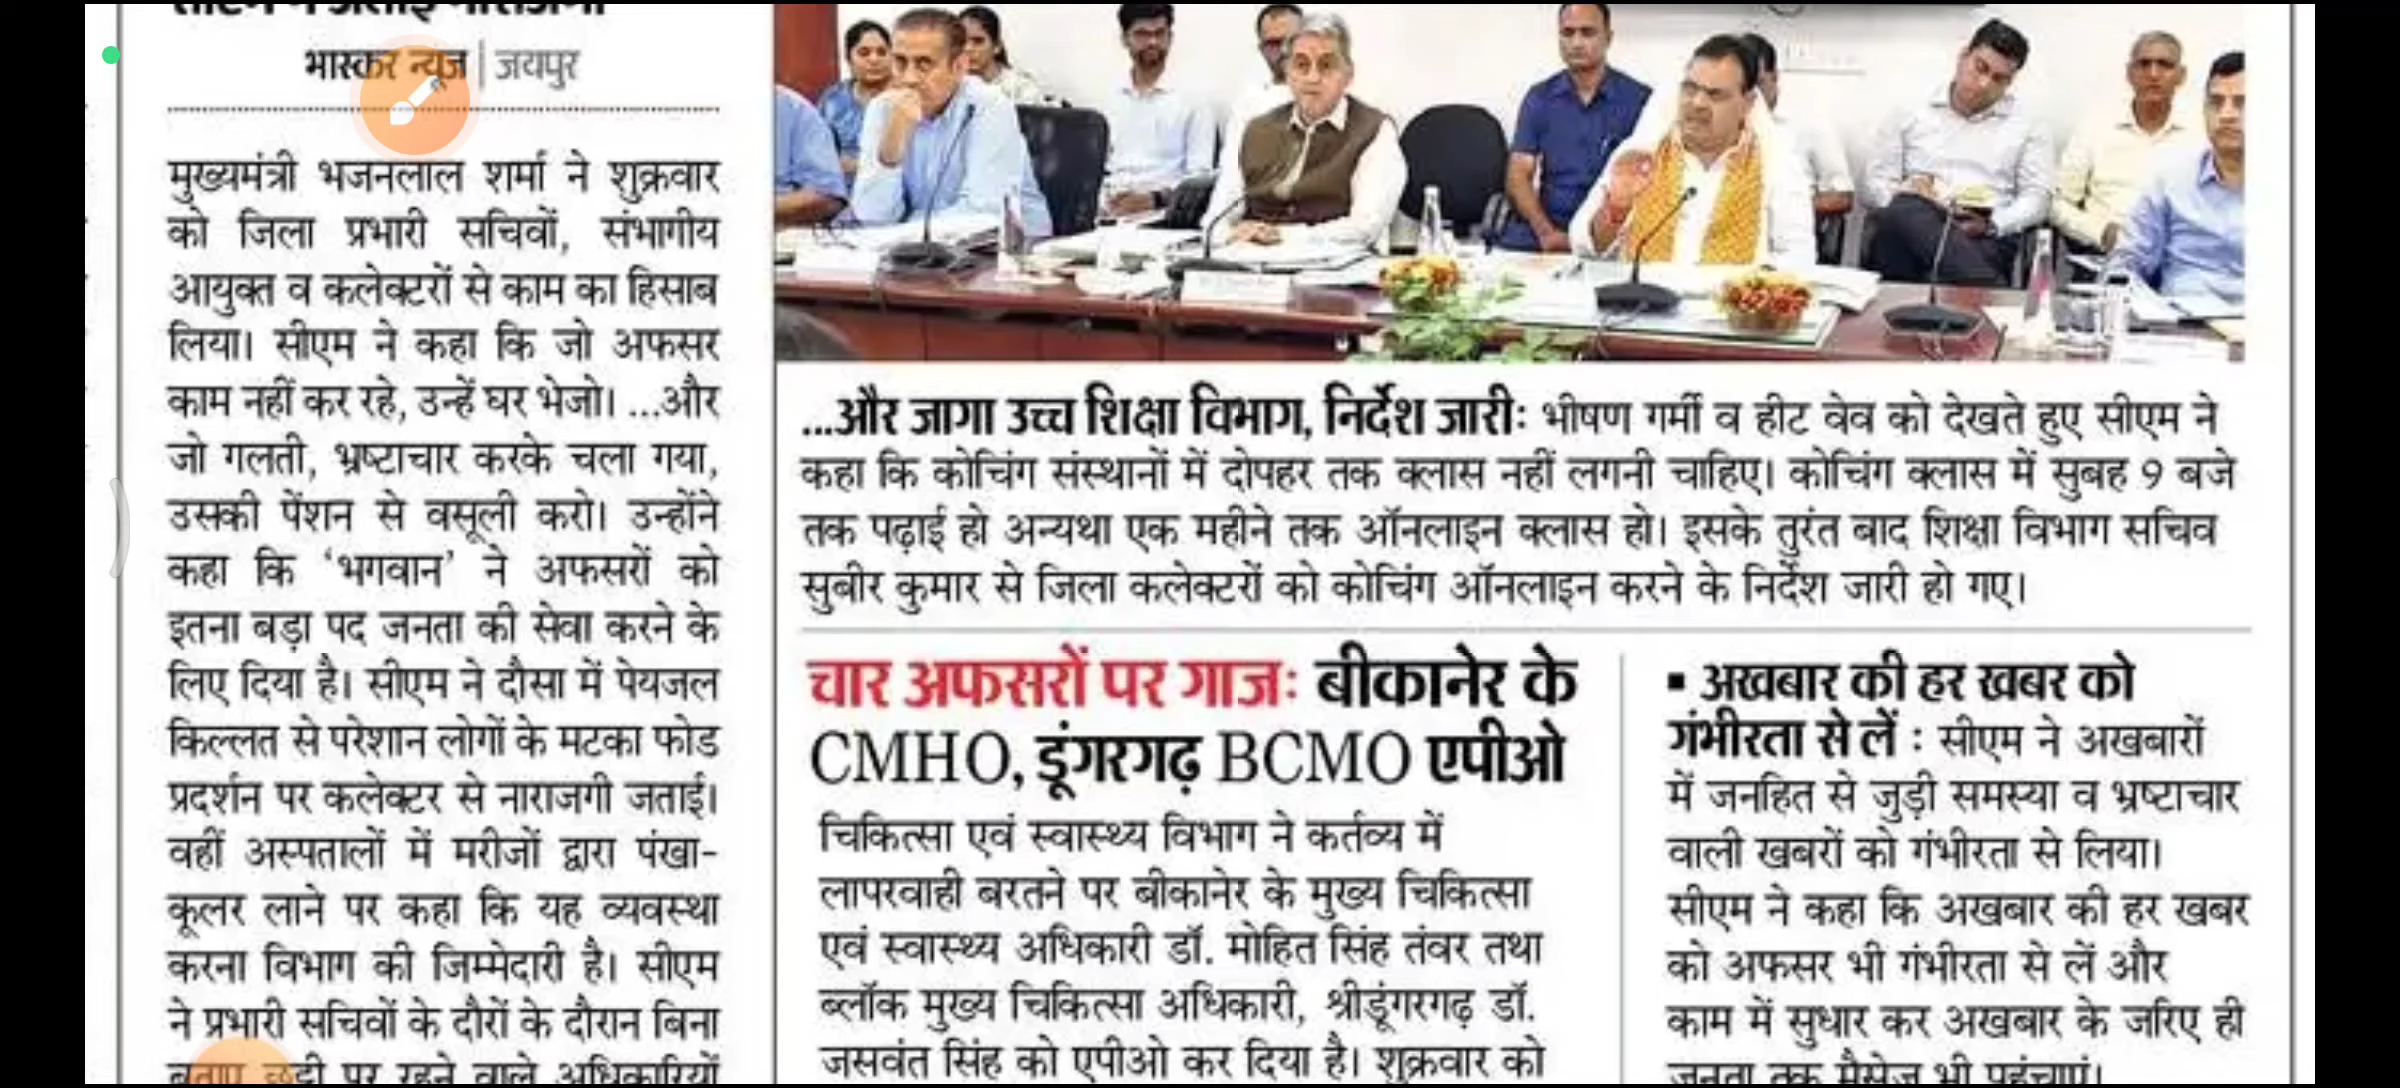 भास्कर न्यूज | जयपुर
मुख्यमंत्री भजनलाल शर्मा ने शुक्रवार
को जिला प्रभारी सचिवों, संभागीय
आयुक्त व कलेक्टरों से काम का हिसाब
लिया। सीएम ने कहा कि जो अफसर
काम नहीं कर रहे, उन्हें घर भेजो। ...और
जो गलती, भ्रष्टाचार करके चला गया,
उसकी पेंशन से वसूली करो। उन्होंने
कहा कि ‘भगवान’ ने अफसरों को
इतना बड़ा पद जनता की सेवा करने के
लिए दिया है। सीएम ने दौसा में पेयजल
किल्लत से परेशान लोगों के मटका फोड
प्रदर्शन पर कलेक्टर से नाराजगी जताई।
वहीं अस्पतालों में मरीजों द्वारा पंखा-
कूलर लाने पर कहा कि यह व्यवस्था
करना विभाग की जिम्मेदारी है। सीएम
ने प्रभारी सचिवों के दौरों के दौरान बिना
बताए छुट्टी पर रहने वाले अधिकारियों
...और जागा उच्च शिक्षा विभाग, निर्देश जारीः भीषण गर्मी व हीट वेव को देखते हुए सीएम ने
कहा कि कोचिंग संस्थानों में दोपहर तक क्लास नहीं लगनी चाहिए। कोचिंग क्लास में सुबह 9 बजे
तक पढ़ाई हो अन्यथा एक महीने तक ऑनलाइन क्लास हो। इसके तुरंत बाद शिक्षा विभाग सचिव
सुबीर कुमार से जिला कलेक्टरों को कोचिंग ऑनलाइन करने के निर्देश जारी हो गए।
चार अफसरों पर गाजः बीकानेर के
CMHO, डूंगरगढ़ BCMO एपीओ
चिकित्सा एवं स्वास्थ्य विभाग ने कर्तव्य में
लापरवाही बरतने पर बीकानेर के मुख्य चिकित्सा
एवं स्वास्थ्य अधिकारी डॉ. मोहित सिंह तंवर तथा
ब्लॉक मुख्य चिकित्सा अधिकारी, श्रीडूंगरगढ़ डॉ.
जसवंत सिंह को एपीओ कर दिया है। शुक्रवार को
▪ अखबार की हर खबर को
गंभीरता से लें : सीएम ने अखबारों
में जनहित से जुड़ी समस्या व भ्रष्टाचार
वाली खबरों को गंभीरता से लिया।
सीएम ने कहा कि अखबार की हर खबर
को अफसर भी गंभीरता से लें और
काम में सुधार कर अखबार के जरिए ही
जनता तक मैसेज भी पहुंचाएं।